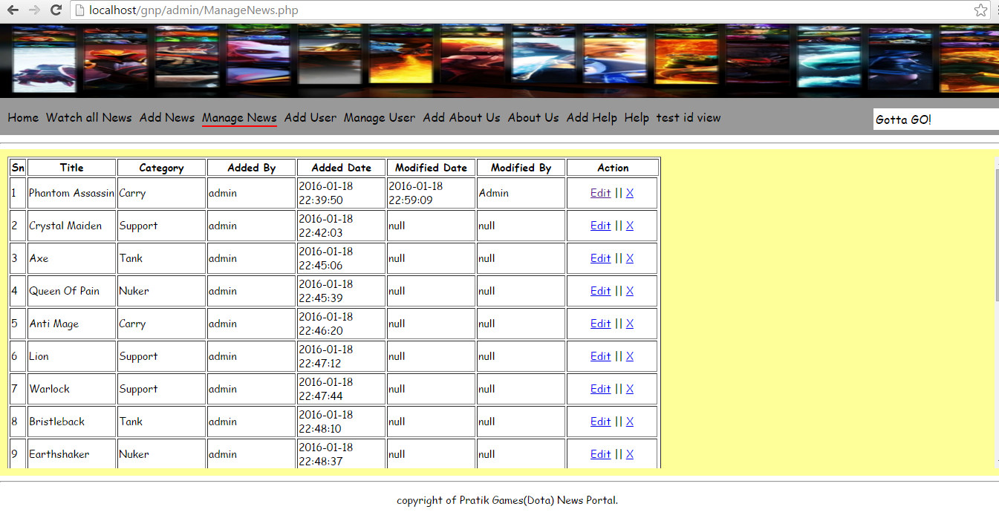 localhost/gnp/admin/ManageNews.php
Home Watch all News Add News Manage News Add User Manage User Add About Us About Us Add Help Help test id view Gotta GO!
Sn Title Category Added By Added Date Modified Date Modified By Action
1 Phantom Assassin Carry admin 2016-01-18 22:39:50 2016-01-18 22:59:09 Admin Edit || X
2 Crystal Maiden Support admin 2016-01-18 22:42:03 null null Edit || X
3 Axe Tank admin 2016-01-18 22:45:06 null null Edit || X
4 Queen Of Pain Nuker admin 2016-01-18 22:45:39 null null Edit || X
5 Anti Mage Carry admin 2016-01-18 22:46:20 null null Edit || X
6 Lion Support admin 2016-01-18 22:47:12 null null Edit || X
7 Warlock Support admin 2016-01-18 22:47:44 null null Edit || X
8 Bristleback Tank admin 2016-01-18 22:48:10 null null Edit || X
9 Earthshaker Nuker admin 2016-01-18 22:48:37 null null Edit || X
copyright of Pratik Games(Dota) News Portal.